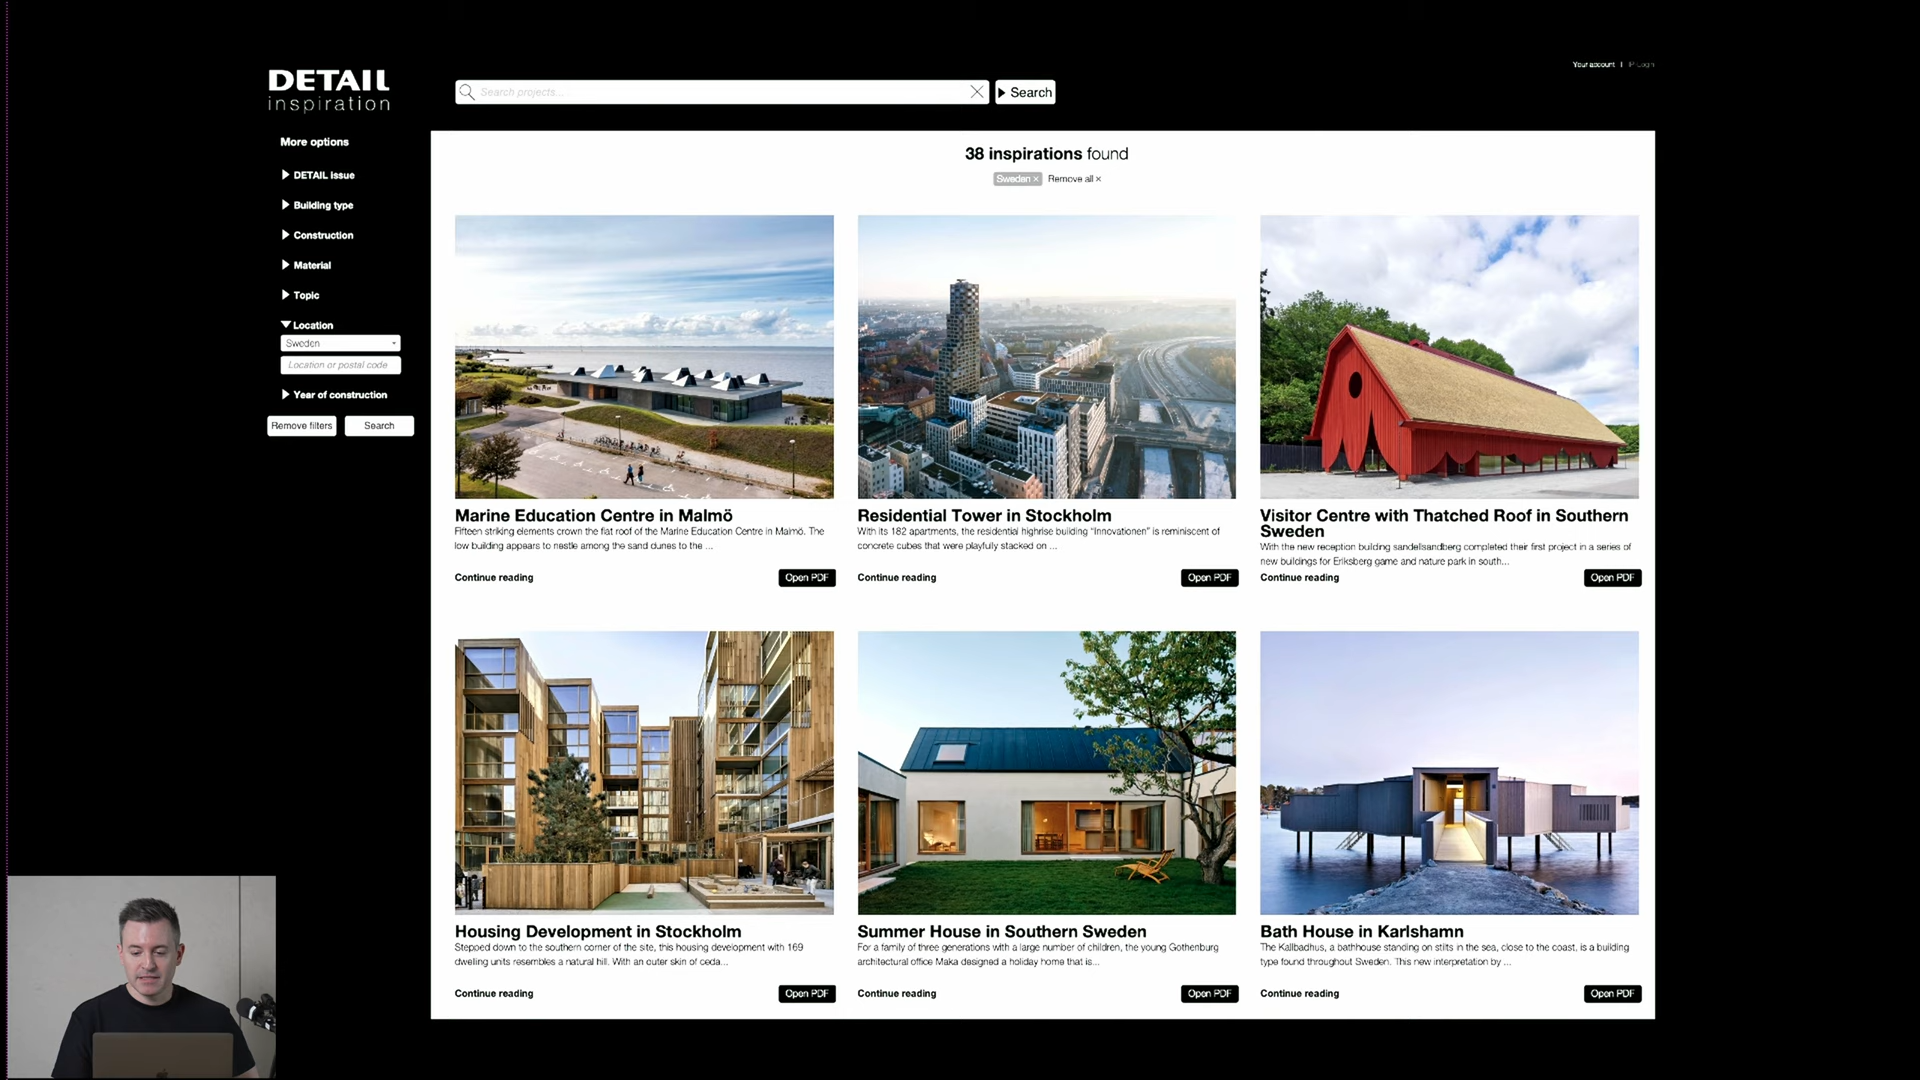 DETAIL
inspiration
Search projects...
Search
Your account | IP Login
More options
DETAIL issue
Building type
Construction
Material
Topic
Location
Sweden
Location or postal code
Year of construction
Remove filters
Search
38 inspirations found
Sweden ×
Remove all ×
Marine Education Centre in Malmö
Fifteen striking elements crown the flat roof of the Marine Education Centre in Malmö. The
low building appears to nestle among the sand dunes to the ...
Continue reading
Open PDF
Residential Tower in Stockholm
With its 182 apartments, the residential highrise building "Innovationen" is reminiscent of
concrete cubes that were playfully stacked on ...
Continue reading
Open PDF
Visitor Centre with Thatched Roof in Southern
Sweden
With the new reception building sandellsandberg completed their first project in a series of
new buildings for Eriksberg game and nature park in south...
Continue reading
Open PDF
Housing Development in Stockholm
Stepped down to the southern corner of the site, this housing development with 169
dwelling units resembles a natural hill. With an outer skin of ceda...
Continue reading
Open PDF
Summer House in Southern Sweden
For a family of three generations with a large number of children, the young Gothenburg
architectural office Maka designed a holiday home that is...
Continue reading
Open PDF
Bath House in Karlshamn
The Kallbadhus, a bathhouse standing on stilts in the sea, close to the coast, is a building
type found throughout Sweden. This new interpretation by ...
Continue reading
Open PDF